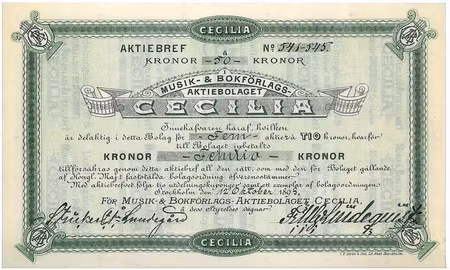 CECILIA
AKTIEBREF No 541-545.
å
KRONOR -50- KRONOR
i
MUSIK- & BOKFÖRLAGS-
AKTIEBOLAGET
CECILIA
Innehafvaren häraf, hvilken
är delaktig i detta Bolag för -Fem- aktier à TIO kronor, hvarför
till Bolaget inbetalts
KRONOR -Femtio- KRONOR
tillförsäkras genom detta aktiebref all den rätt, som med den för Bolaget gällande,
af Kongl. Maj:t fastställda bolagsordning öfverensstämmer.
Med aktiebrefvet följa tio utdelningskuponger samt ett exemplar af bolagsordningen.
Stockholm den 12 Oktober 1893.
FÖR MUSIK- & BOKFÖRLAGS-AKTIEBOLAGET CECILIA,
dess Styrelses vägnar
CECILIA